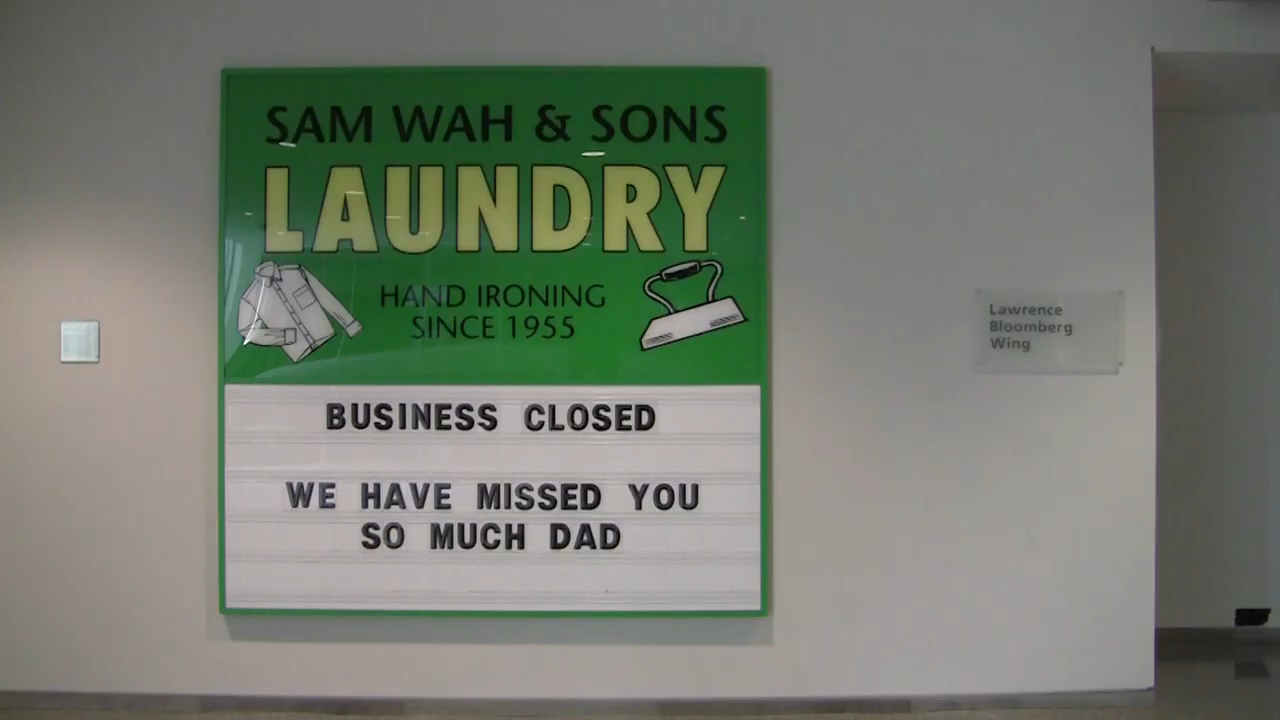 SAM WAH & SONS
LAUNDRY
HAND IRONING
SINCE 1955
BUSINESS CLOSED
WE HAVE MISSED YOU
SO MUCH DAD
Lawrence
Bloomberg
Wing